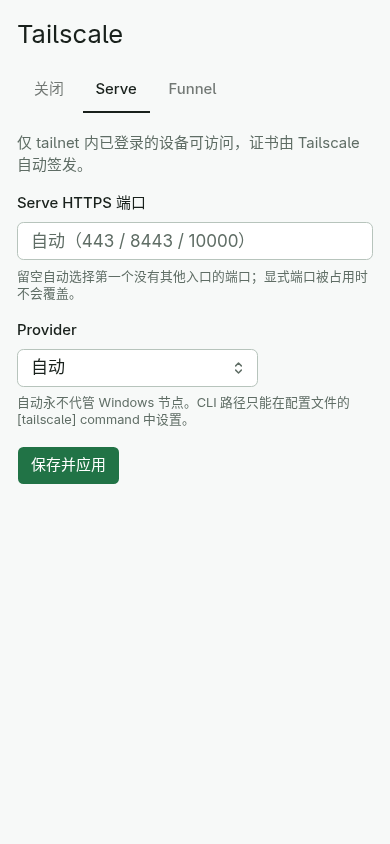 Tailscale
关闭 Serve Funnel
仅 tailnet 内已登录的设备可访问，证书由 Tailscale
自动签发。
Serve HTTPS 端口
自动（443 / 8443 / 10000）
留空自动选择第一个没有其他入口的端口；显式端口被占用时
不会覆盖。
Provider
自动
自动永不代管 Windows 节点。CLI 路径只能在配置文件的
[tailscale] command 中设置。
保存并应用